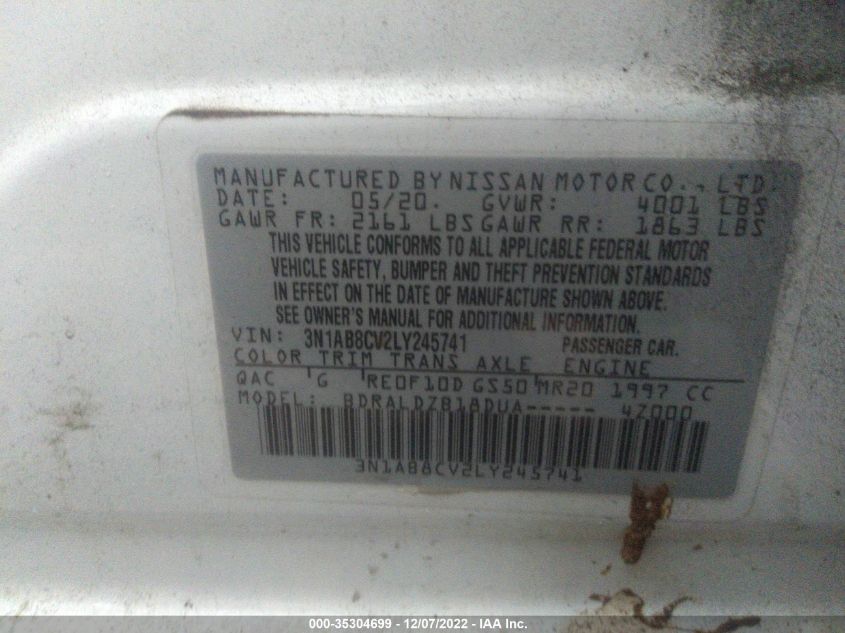 MANUFACTURED BY NISSAN MOTOR CO., LTD.
DATE: 05/20. GVWR: 4001 LBS
GAWR FR: 2161 LBS GAWR RR: 1863 LBS
THIS VEHICLE CONFORMS TO ALL APPLICABLE FEDERAL MOTOR
VEHICLE SAFETY, BUMPER AND THEFT PREVENTION STANDARDS
IN EFFECT ON THE DATE OF MANUFACTURE SHOWN ABOVE.
SEE OWNER'S MANUAL FOR ADDITIONAL INFORMATION.
VIN: 3N1AB8CV2LY245741 PASSENGER CAR.
COLOR TRIM TRANS AXLE ENGINE
QAC G RE0F10D GS50 MR20 1997 CC
MODEL: BDRALDZB18DUA----- 4Z000
3N1AB8CV2LY245741
000-35304699 - 12/07/2022 - IAA Inc.